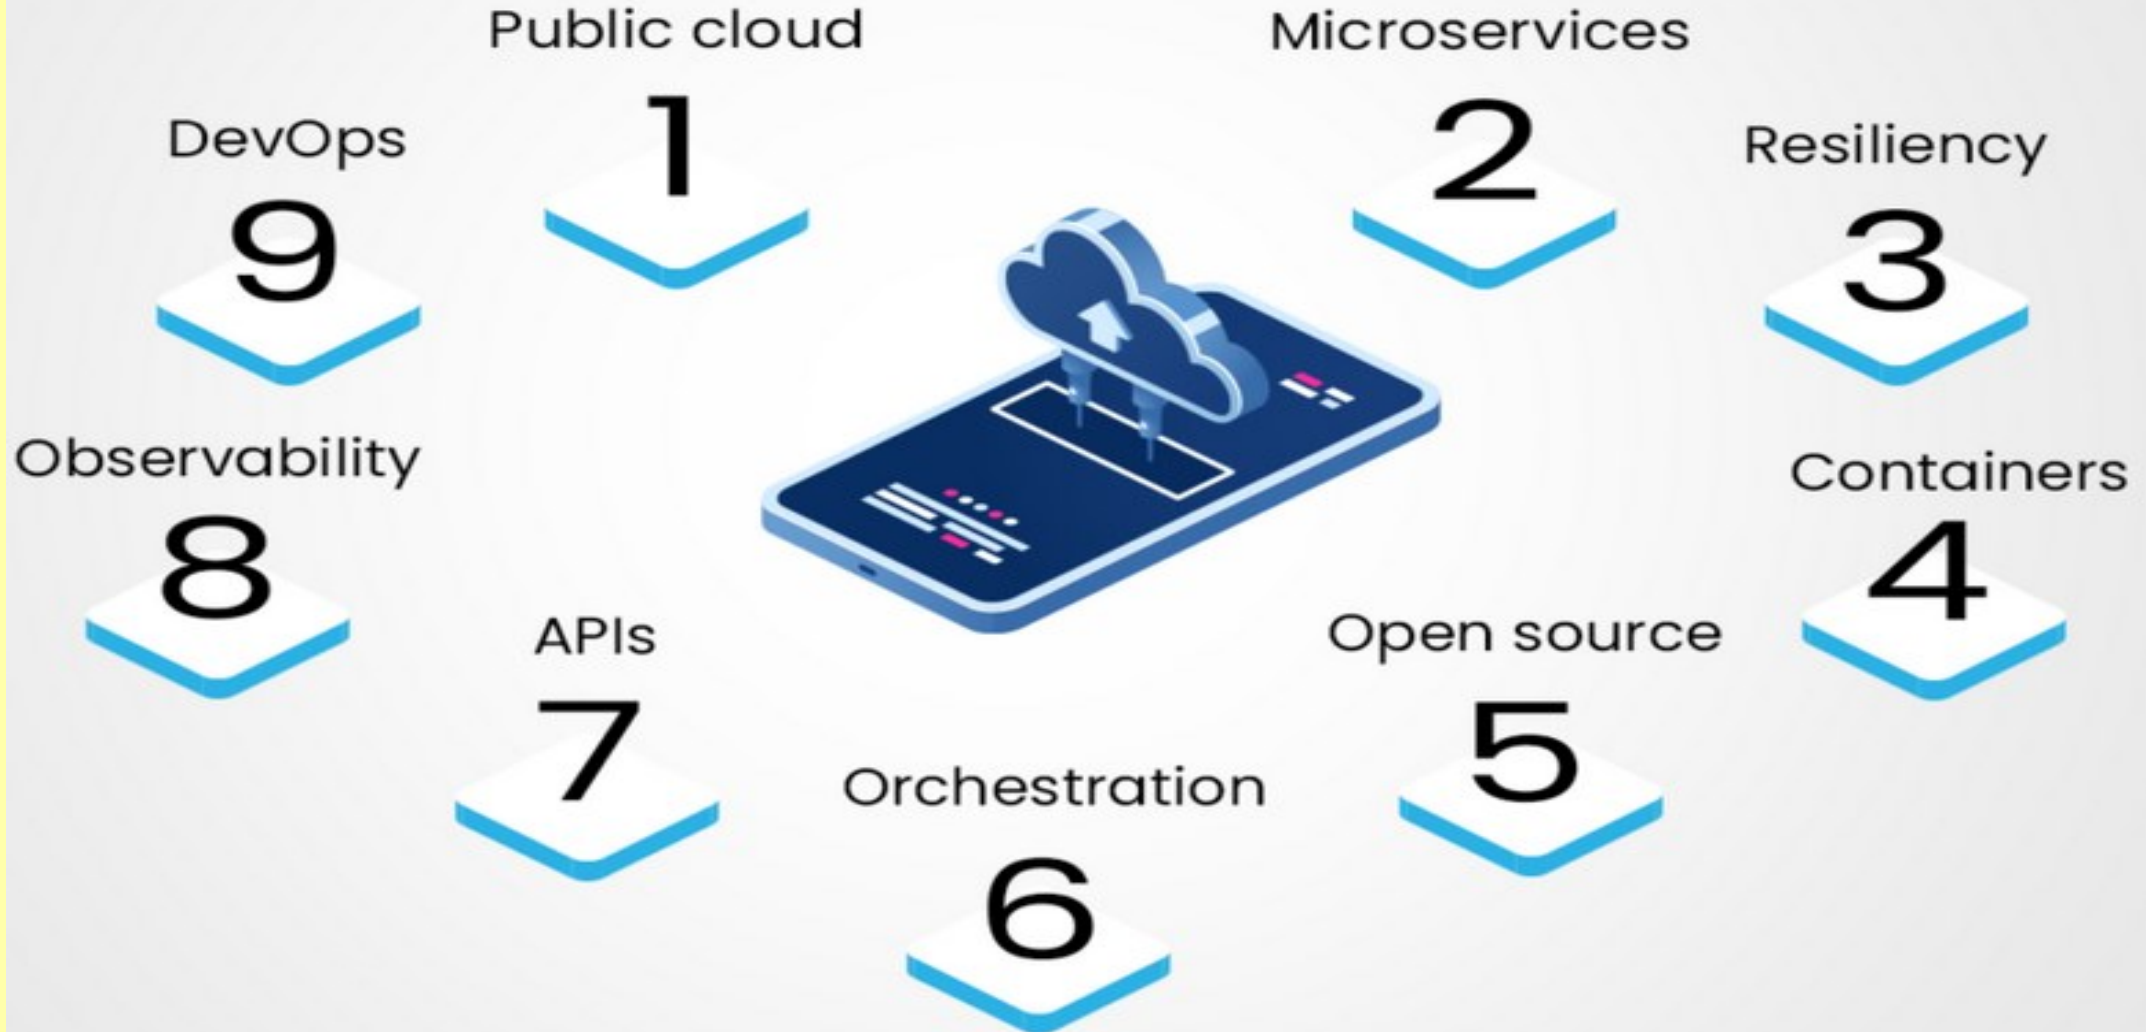 Public cloud
1
Microservices
2
Resiliency
3
Containers
4
Open source
5
Orchestration
6
APIs
7
Observability
8
DevOps
9